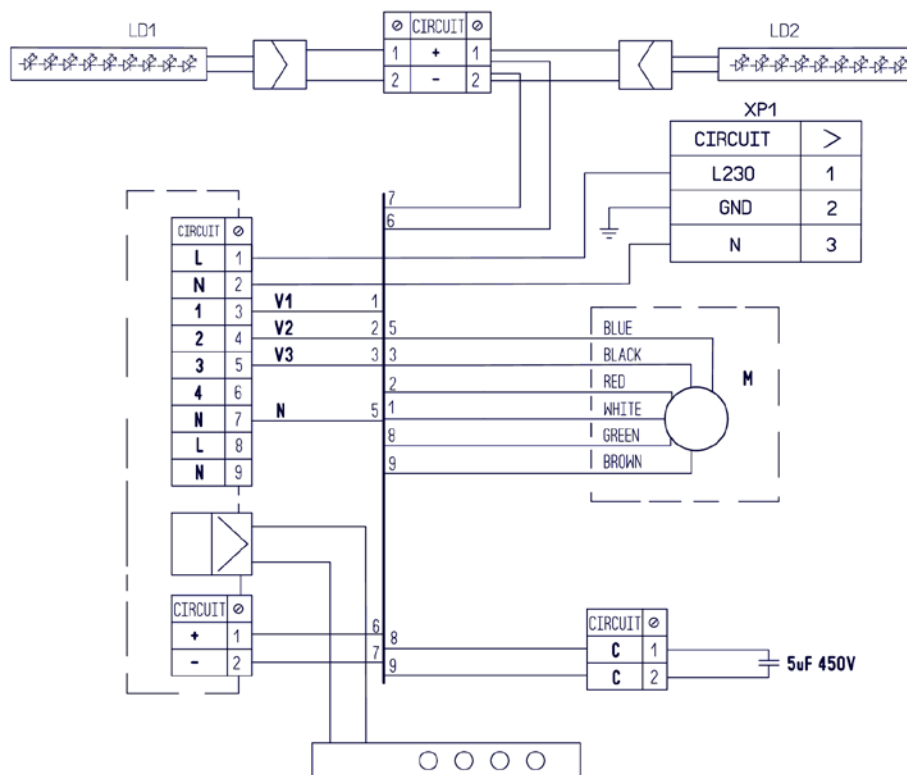 LD1
LD2
⊘ CIRCUIT ⊘
1 + 1
2 - 2
XP1
CIRCUIT >
L230 1
GND 2
N 3
7
6
CIRCUIT ⊘
L 1
N 2
1 3 V1 1
2 4 V2 2 5 BLUE
3 5 V3 3 3 BLACK
M
4 6 2 RED
N 7 N 5 1 WHITE
L 8 8 GREEN
N 9 9 BROWN
CIRCUIT ⊘
+ 1 6 8
- 2 7 9
CIRCUIT ⊘
C 1
C 2
5uF 450V